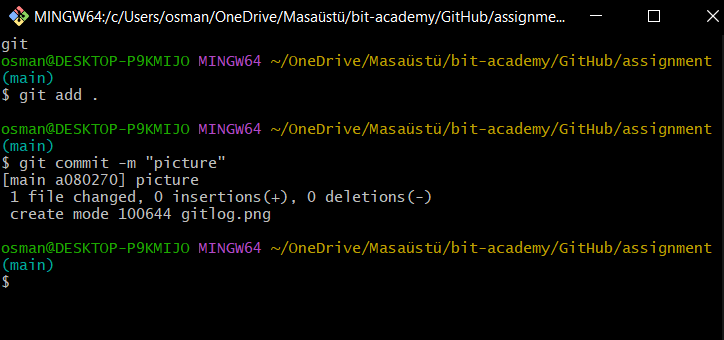 MINGW64:/c/Users/osman/OneDrive/Masaüstü/bit-academy/GitHub/assignme...
git
osman@DESKTOP-P9KMIJO MINGW64 ~/OneDrive/Masaüstü/bit-academy/GitHub/assignment
(main)
$ git add .
osman@DESKTOP-P9KMIJO MINGW64 ~/OneDrive/Masaüstü/bit-academy/GitHub/assignment
(main)
$ git commit -m "picture"
[main a080270] picture
 1 file changed, 0 insertions(+), 0 deletions(-)
 create mode 100644 gitlog.png
osman@DESKTOP-P9KMIJO MINGW64 ~/OneDrive/Masaüstü/bit-academy/GitHub/assignment
(main)
$